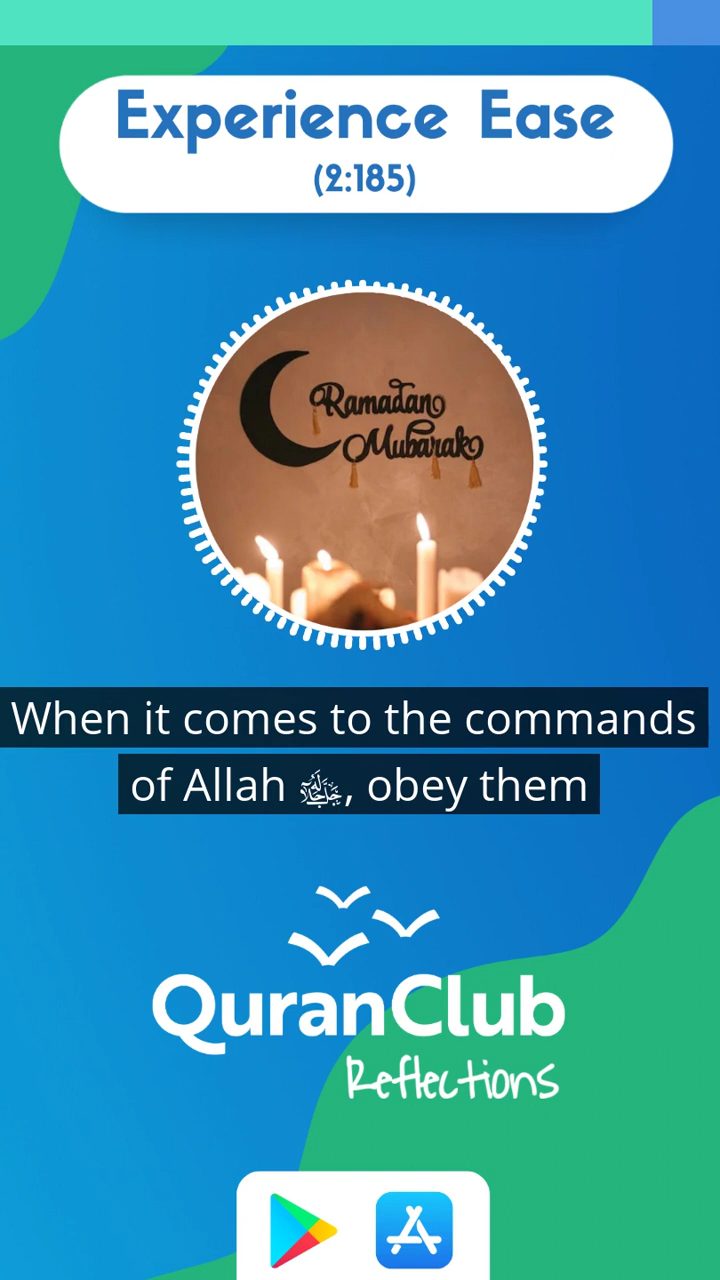 Experience Ease
(2:185)
Ramadan
Mubarak
When it comes to the commands
of Allah ﷻ, obey them
QuranClub
Reflections